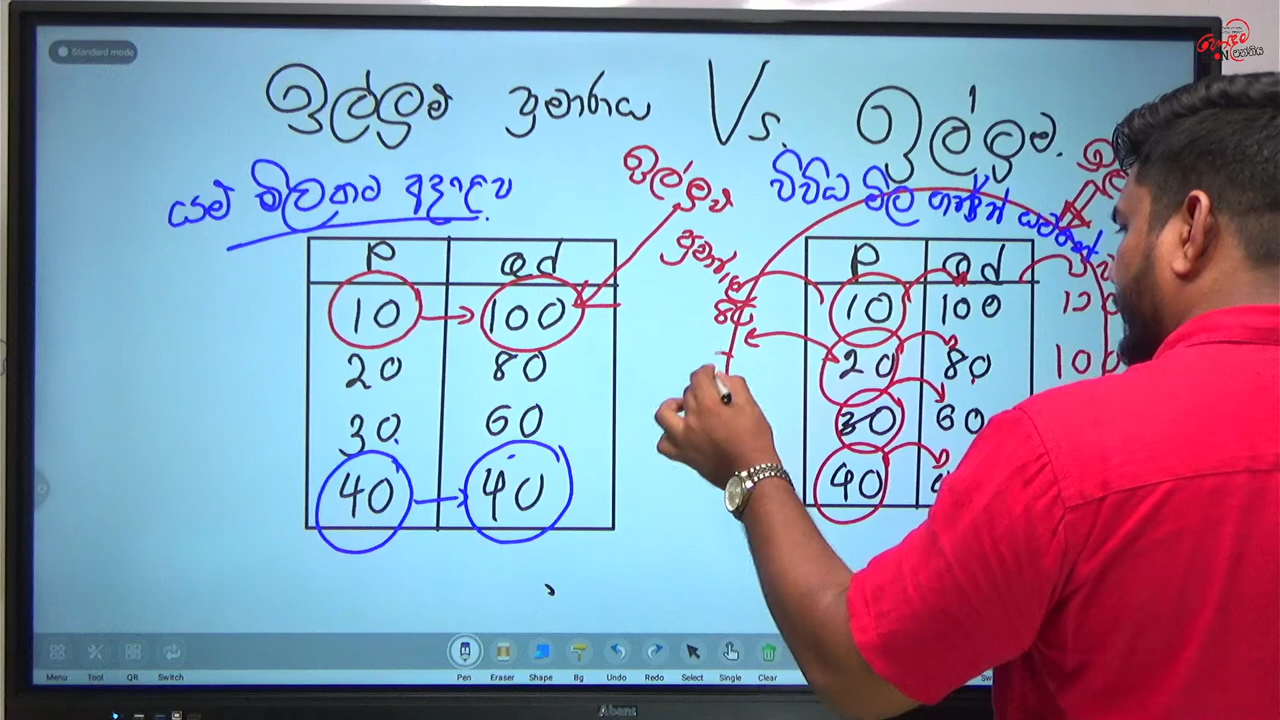 Standard mode
ඉල්ලුම් ප්‍රමාණය Vs. ඉල්ලුම.
යම් මිලකට අදාළව
ඉල්ලුම්
ප්‍රමාණය
විවිධ මිල ගණන්
P Qd
10 100
20 80
30 60
40 40
P Qd
10 100
20 80
30 60
40
80
100
Menu Tool QR Switch Pen Eraser Shape Bg Undo Redo Select Single Clear
Abans